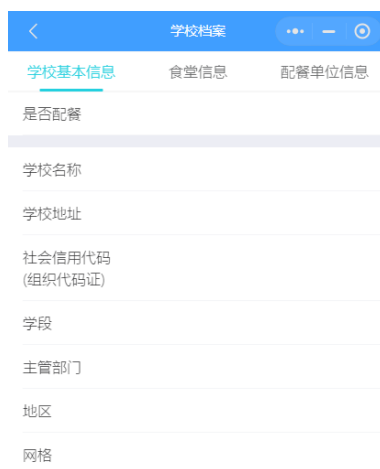 学校档案
学校基本信息 食堂信息 配餐单位信息
是否配餐
学校名称
学校地址
社会信用代码
(组织代码证)
学段
主管部门
地区
网格